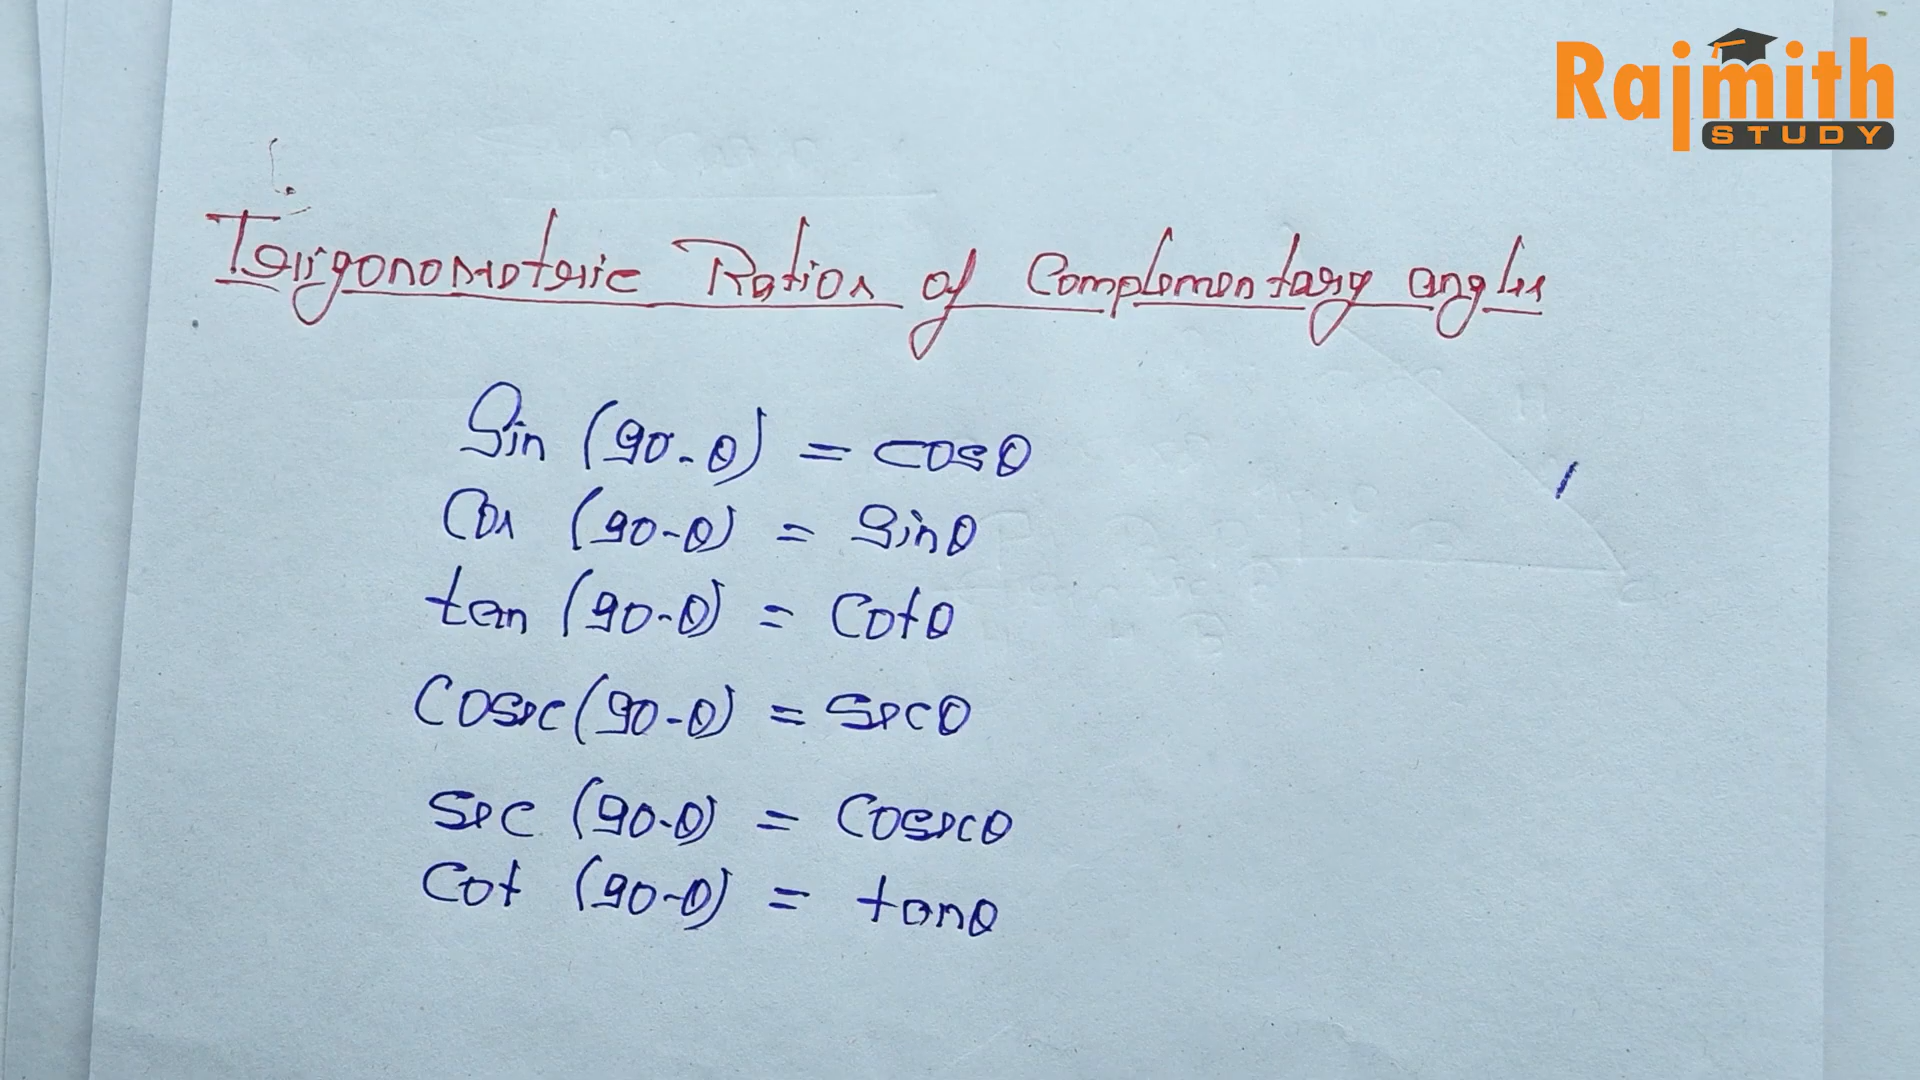 Rajmith
STUDY
Trigonometric Ratios of Complementary angles
Sin (90-θ) = cosθ
Cos (90-θ) = Sinθ
tan (90-θ) = Cotθ
Cosec (90-θ) = Secθ
Sec (90-θ) = Cosecθ
Cot (90-θ) = tanθ